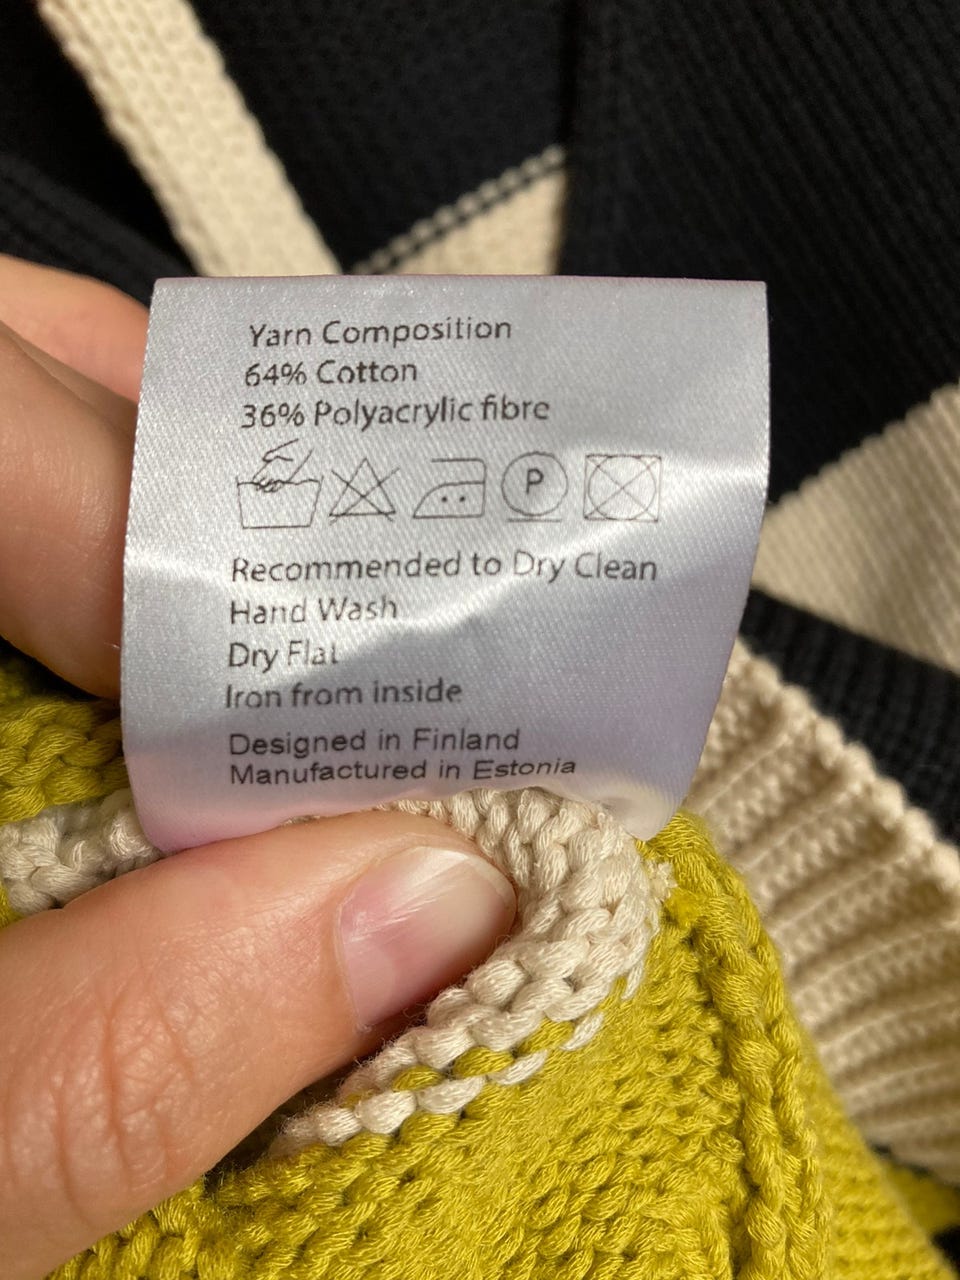 Yarn Composition
64% Cotton
36% Polyacrylic fibre
P
Recommended to Dry Clean
Hand Wash
Dry Flat
Iron from inside
Designed in Finland
Manufactured in Estonia